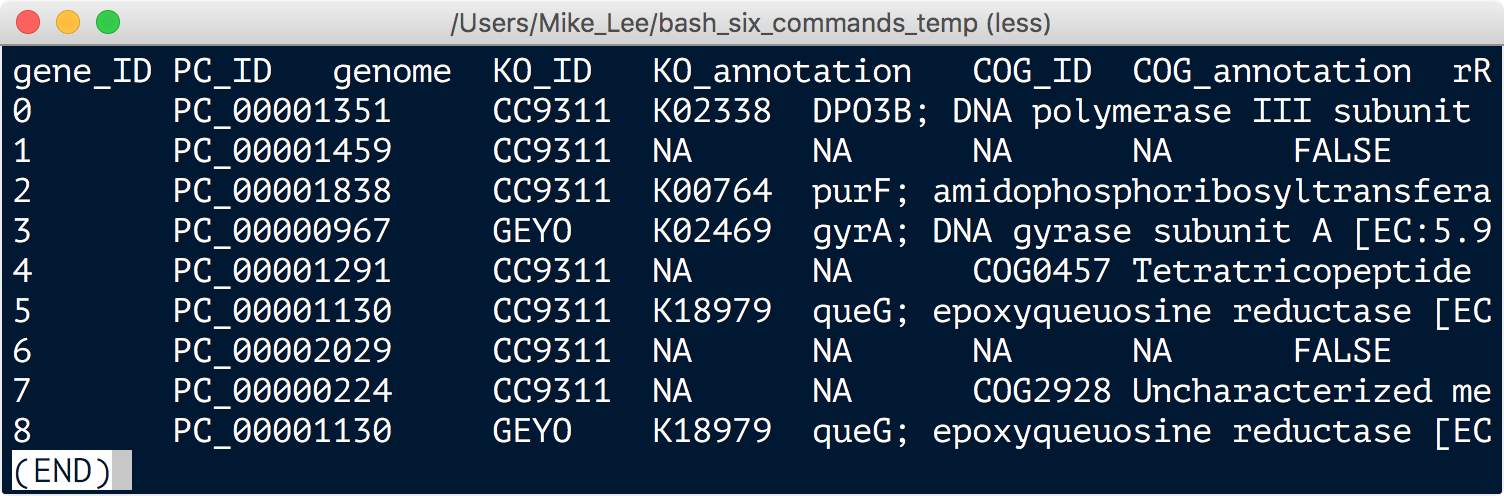 /Users/Mike_Lee/bash_six_commands_temp (less)
gene_ID PC_ID genome KO_ID KO_annotation COG_ID COG_annotation rR
0 PC_00001351 CC9311 K02338 DPO3B; DNA polymerase III subunit
1 PC_00001459 CC9311 NA NA NA NA FALSE
2 PC_00001838 CC9311 K00764 purF; amidophosphoribosyltransfera
3 PC_00000967 GEYO K02469 gyrA; DNA gyrase subunit A [EC:5.9
4 PC_00001291 CC9311 NA NA COG0457 Tetratricopeptide
5 PC_00001130 CC9311 K18979 queG; epoxyqueuosine reductase [EC
6 PC_00002029 CC9311 NA NA NA NA FALSE
7 PC_00000224 CC9311 NA NA COG2928 Uncharacterized me
8 PC_00001130 GEYO K18979 queG; epoxyqueuosine reductase [EC
(END)